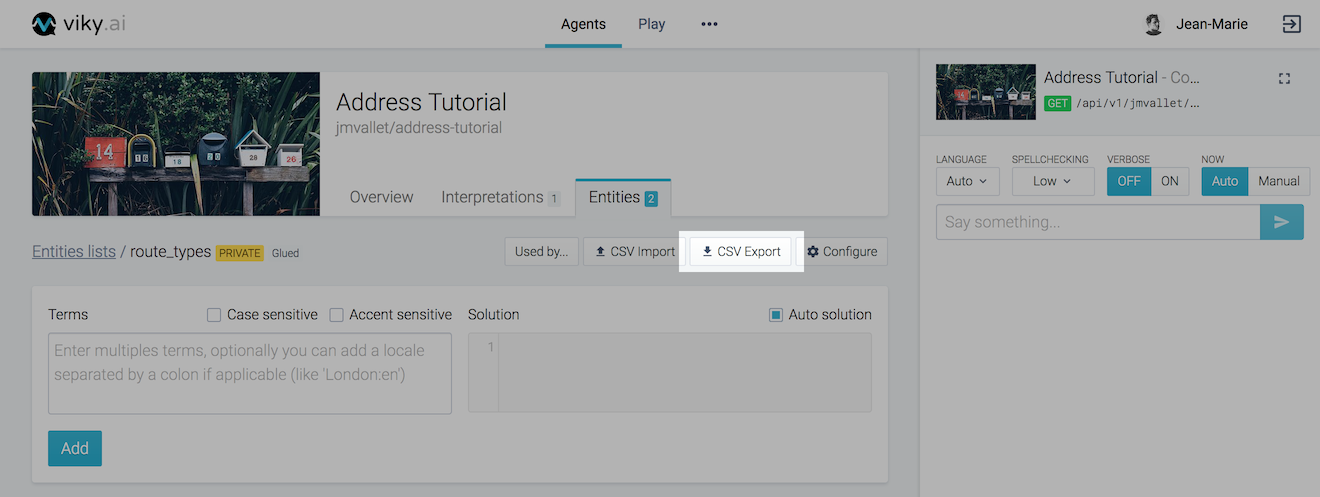 viky.ai
Agents
Play
Jean-Marie
Address Tutorial
jmvallet/address-tutorial
14
16
18
20
28
26
Overview
Interpretations 1
Entities 2
Entities lists / route_types PRIVATE Glued
Used by...
CSV Import
CSV Export
Configure
Terms
Case sensitive
Accent sensitive
Solution
Auto solution
Enter multiples terms, optionally you can add a locale
separated by a colon if applicable (like 'London:en')
1
Add
Address Tutorial - Co...
GET /api/v1/jmvallet/...
LANGUAGE
SPELLCHECKING
VERBOSE
NOW
Auto
Low
OFF ON
Auto Manual
Say something...